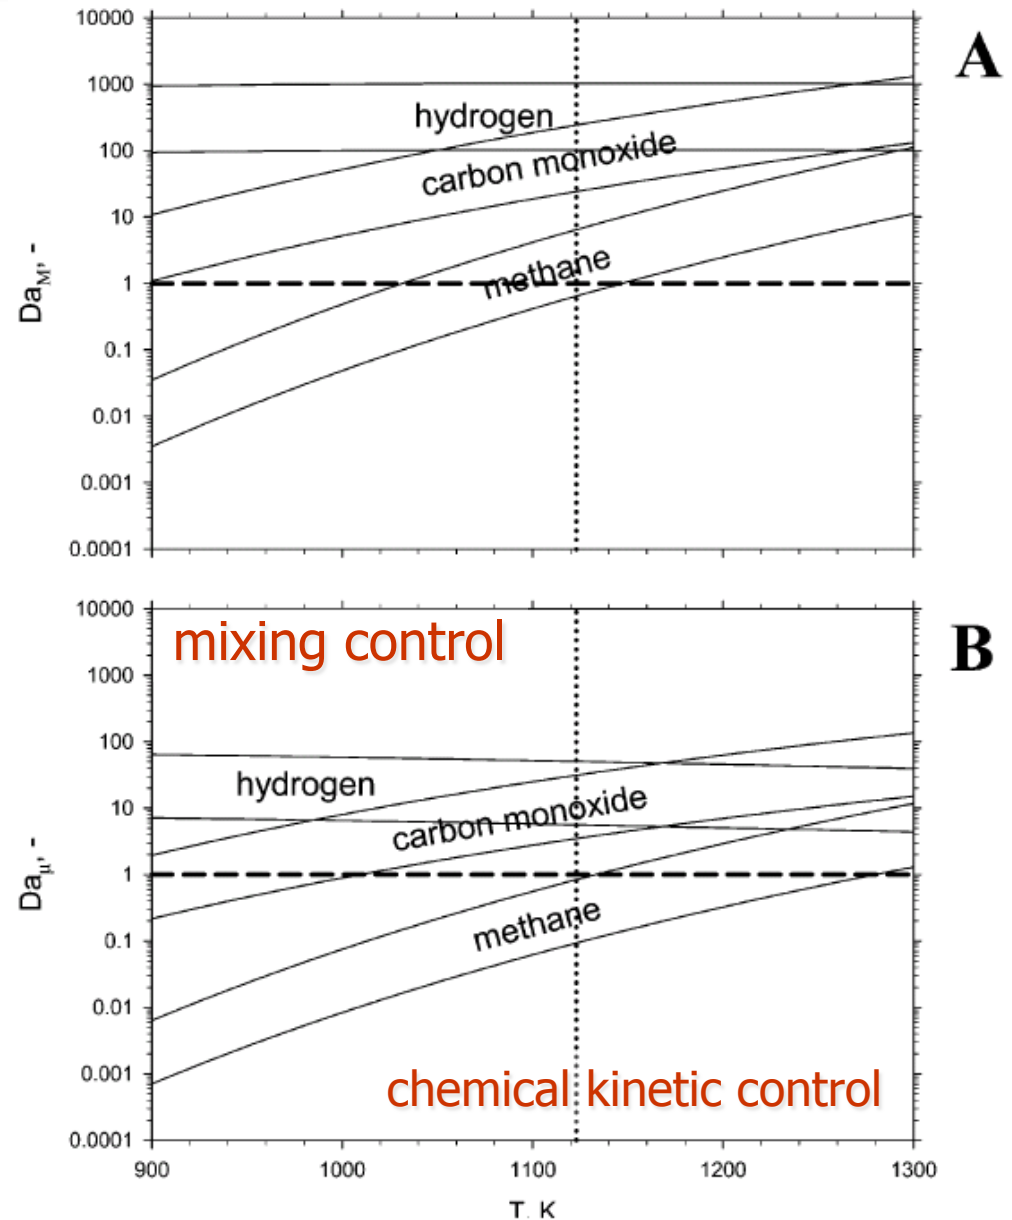 10000
A
1000
hydrogen
100
carbon monoxide
10
methane
1
Da_M, -
0.1
0.01
0.001
0.0001
10000
mixing control
B
1000
100
hydrogen
10
carbon monoxide
1
Da_μ, -
methane
0.1
0.01
0.001
chemical kinetic control
0.0001
900 1000 1100 1200 1300
T, K